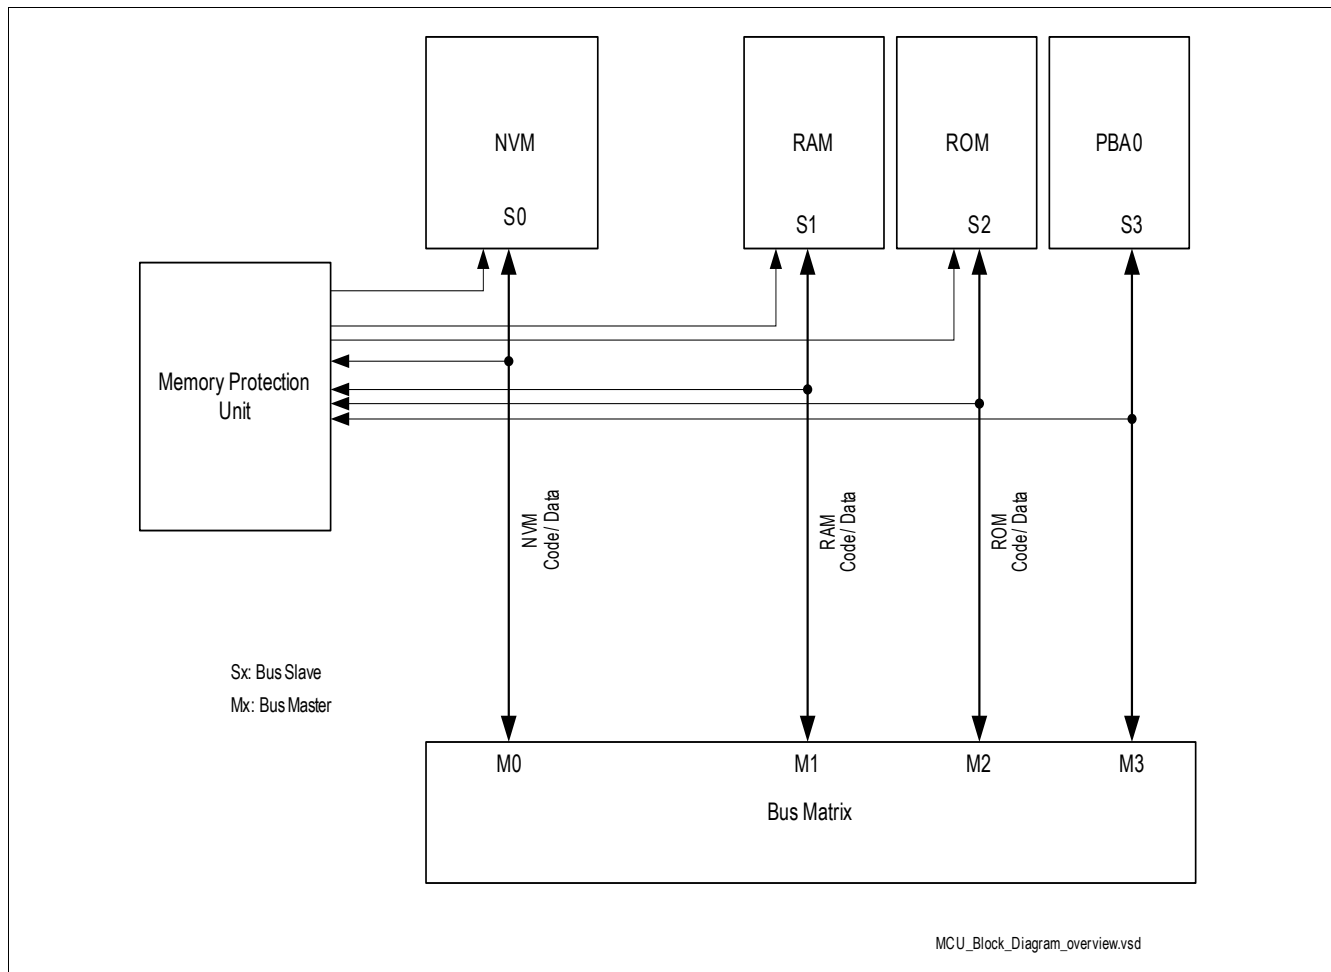 NVM
RAM
ROM
PBA0
S0
S1
S2
S3
Memory Protection
Unit
NVM
Code/ Data
RAM
Code/ Data
ROM
Code/ Data
Sx: Bus Slave
Mx: Bus Master
M0
M1
M2
M3
Bus Matrix
MCU_Block_Diagram_overview.vsd